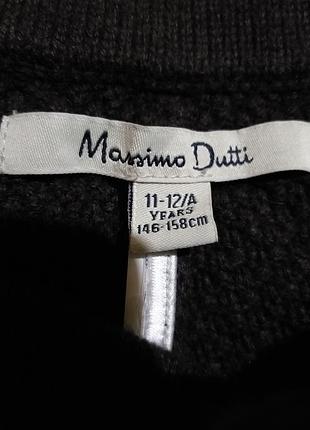 Massimo Dutti
11-12/A
YEARS
146-158cm